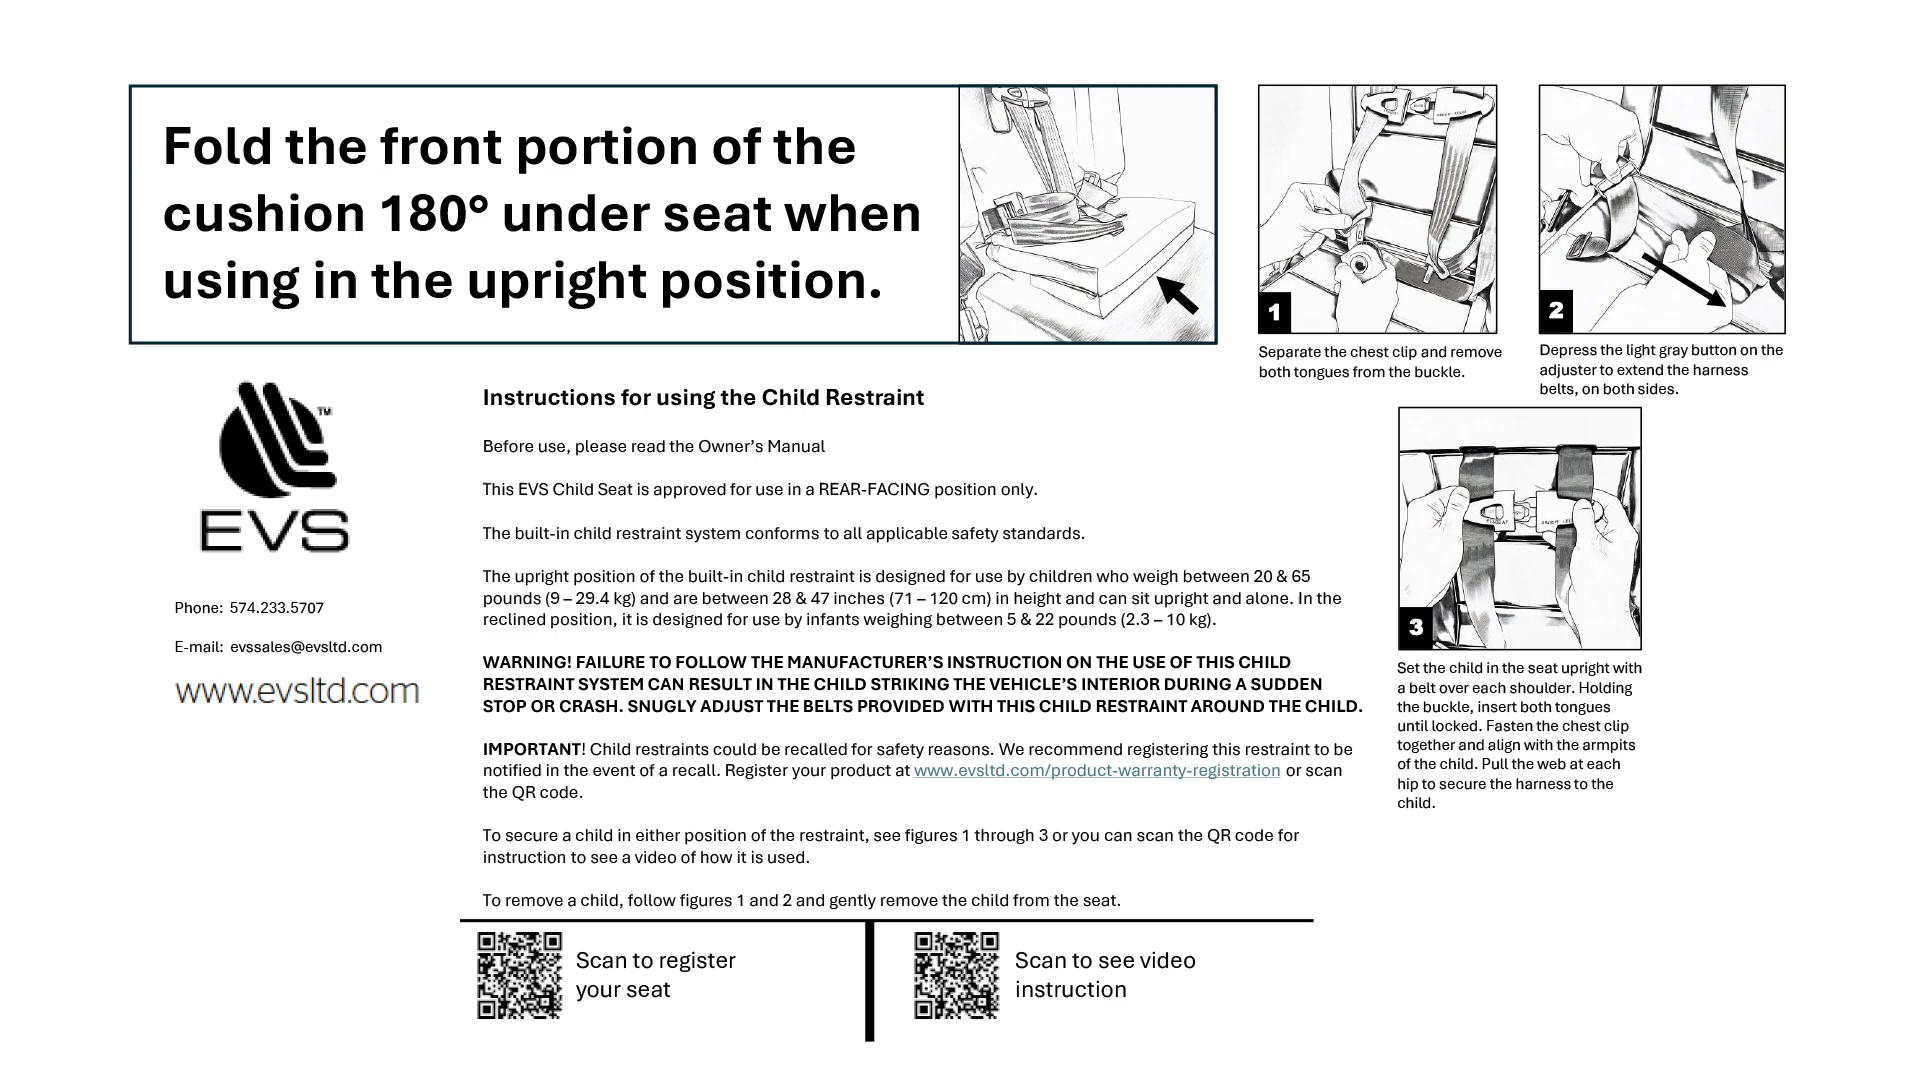 Fold the front portion of the
cushion 180° under seat when
using in the upright position.
1
Separate the chest clip and remove
both tongues from the buckle.
2
Depress the light gray button on the
adjuster to extend the harness
belts, on both sides.
3
Set the child in the seat upright with
a belt over each shoulder. Holding
the buckle, insert both tongues
until locked. Fasten the chest clip
together and align with the armpits
of the child. Pull the web at each
hip to secure the harness to the
child.
TM
EVS
Phone: 574.233.5707
E-mail: evssales@evsltd.com
www.evsltd.com
Instructions for using the Child Restraint
Before use, please read the Owner’s Manual
This EVS Child Seat is approved for use in a REAR-FACING position only.
The built-in child restraint system conforms to all applicable safety standards.
The upright position of the built-in child restraint is designed for use by children who weigh between 20 & 65
pounds (9 – 29.4 kg) and are between 28 & 47 inches (71 – 120 cm) in height and can sit upright and alone. In the
reclined position, it is designed for use by infants weighing between 5 & 22 pounds (2.3 – 10 kg).
WARNING! FAILURE TO FOLLOW THE MANUFACTURER’S INSTRUCTION ON THE USE OF THIS CHILD
RESTRAINT SYSTEM CAN RESULT IN THE CHILD STRIKING THE VEHICLE’S INTERIOR DURING A SUDDEN
STOP OR CRASH. SNUGLY ADJUST THE BELTS PROVIDED WITH THIS CHILD RESTRAINT AROUND THE CHILD.
IMPORTANT! Child restraints could be recalled for safety reasons. We recommend registering this restraint to be
notified in the event of a recall. Register your product at www.evsltd.com/product-warranty-registration or scan
the QR code.
To secure a child in either position of the restraint, see figures 1 through 3 or you can scan the QR code for
instruction to see a video of how it is used.
To remove a child, follow figures 1 and 2 and gently remove the child from the seat.
Scan to register
your seat
Scan to see video
instruction